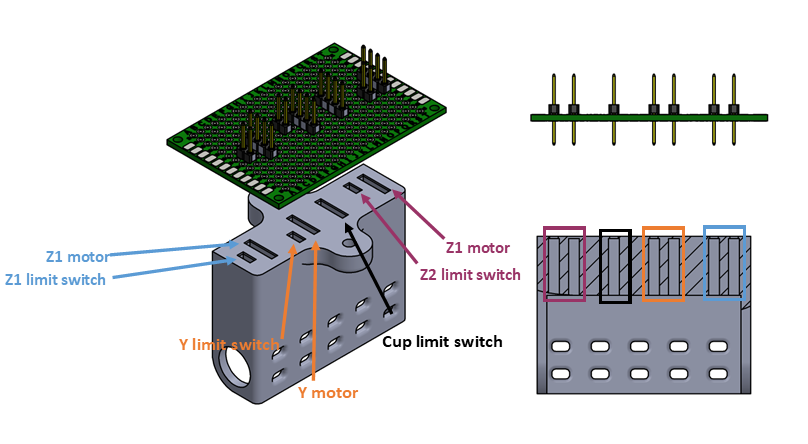 Z1 motor
Z1 motor
Z2 limit switch
Z1 limit switch
Y limit switch
Cup limit switch
Y motor